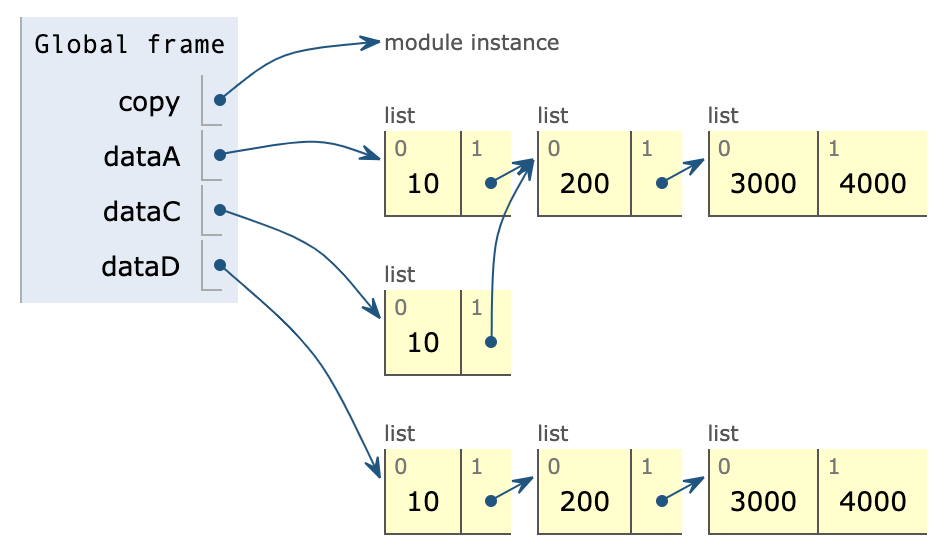 Global frame
copy
dataA
dataC
dataD
module instance
list list list
0 1 0 1 0 1
10 200 3000 4000
list
0 1
10
list list list
0 1 0 1 0 1
10 200 3000 4000